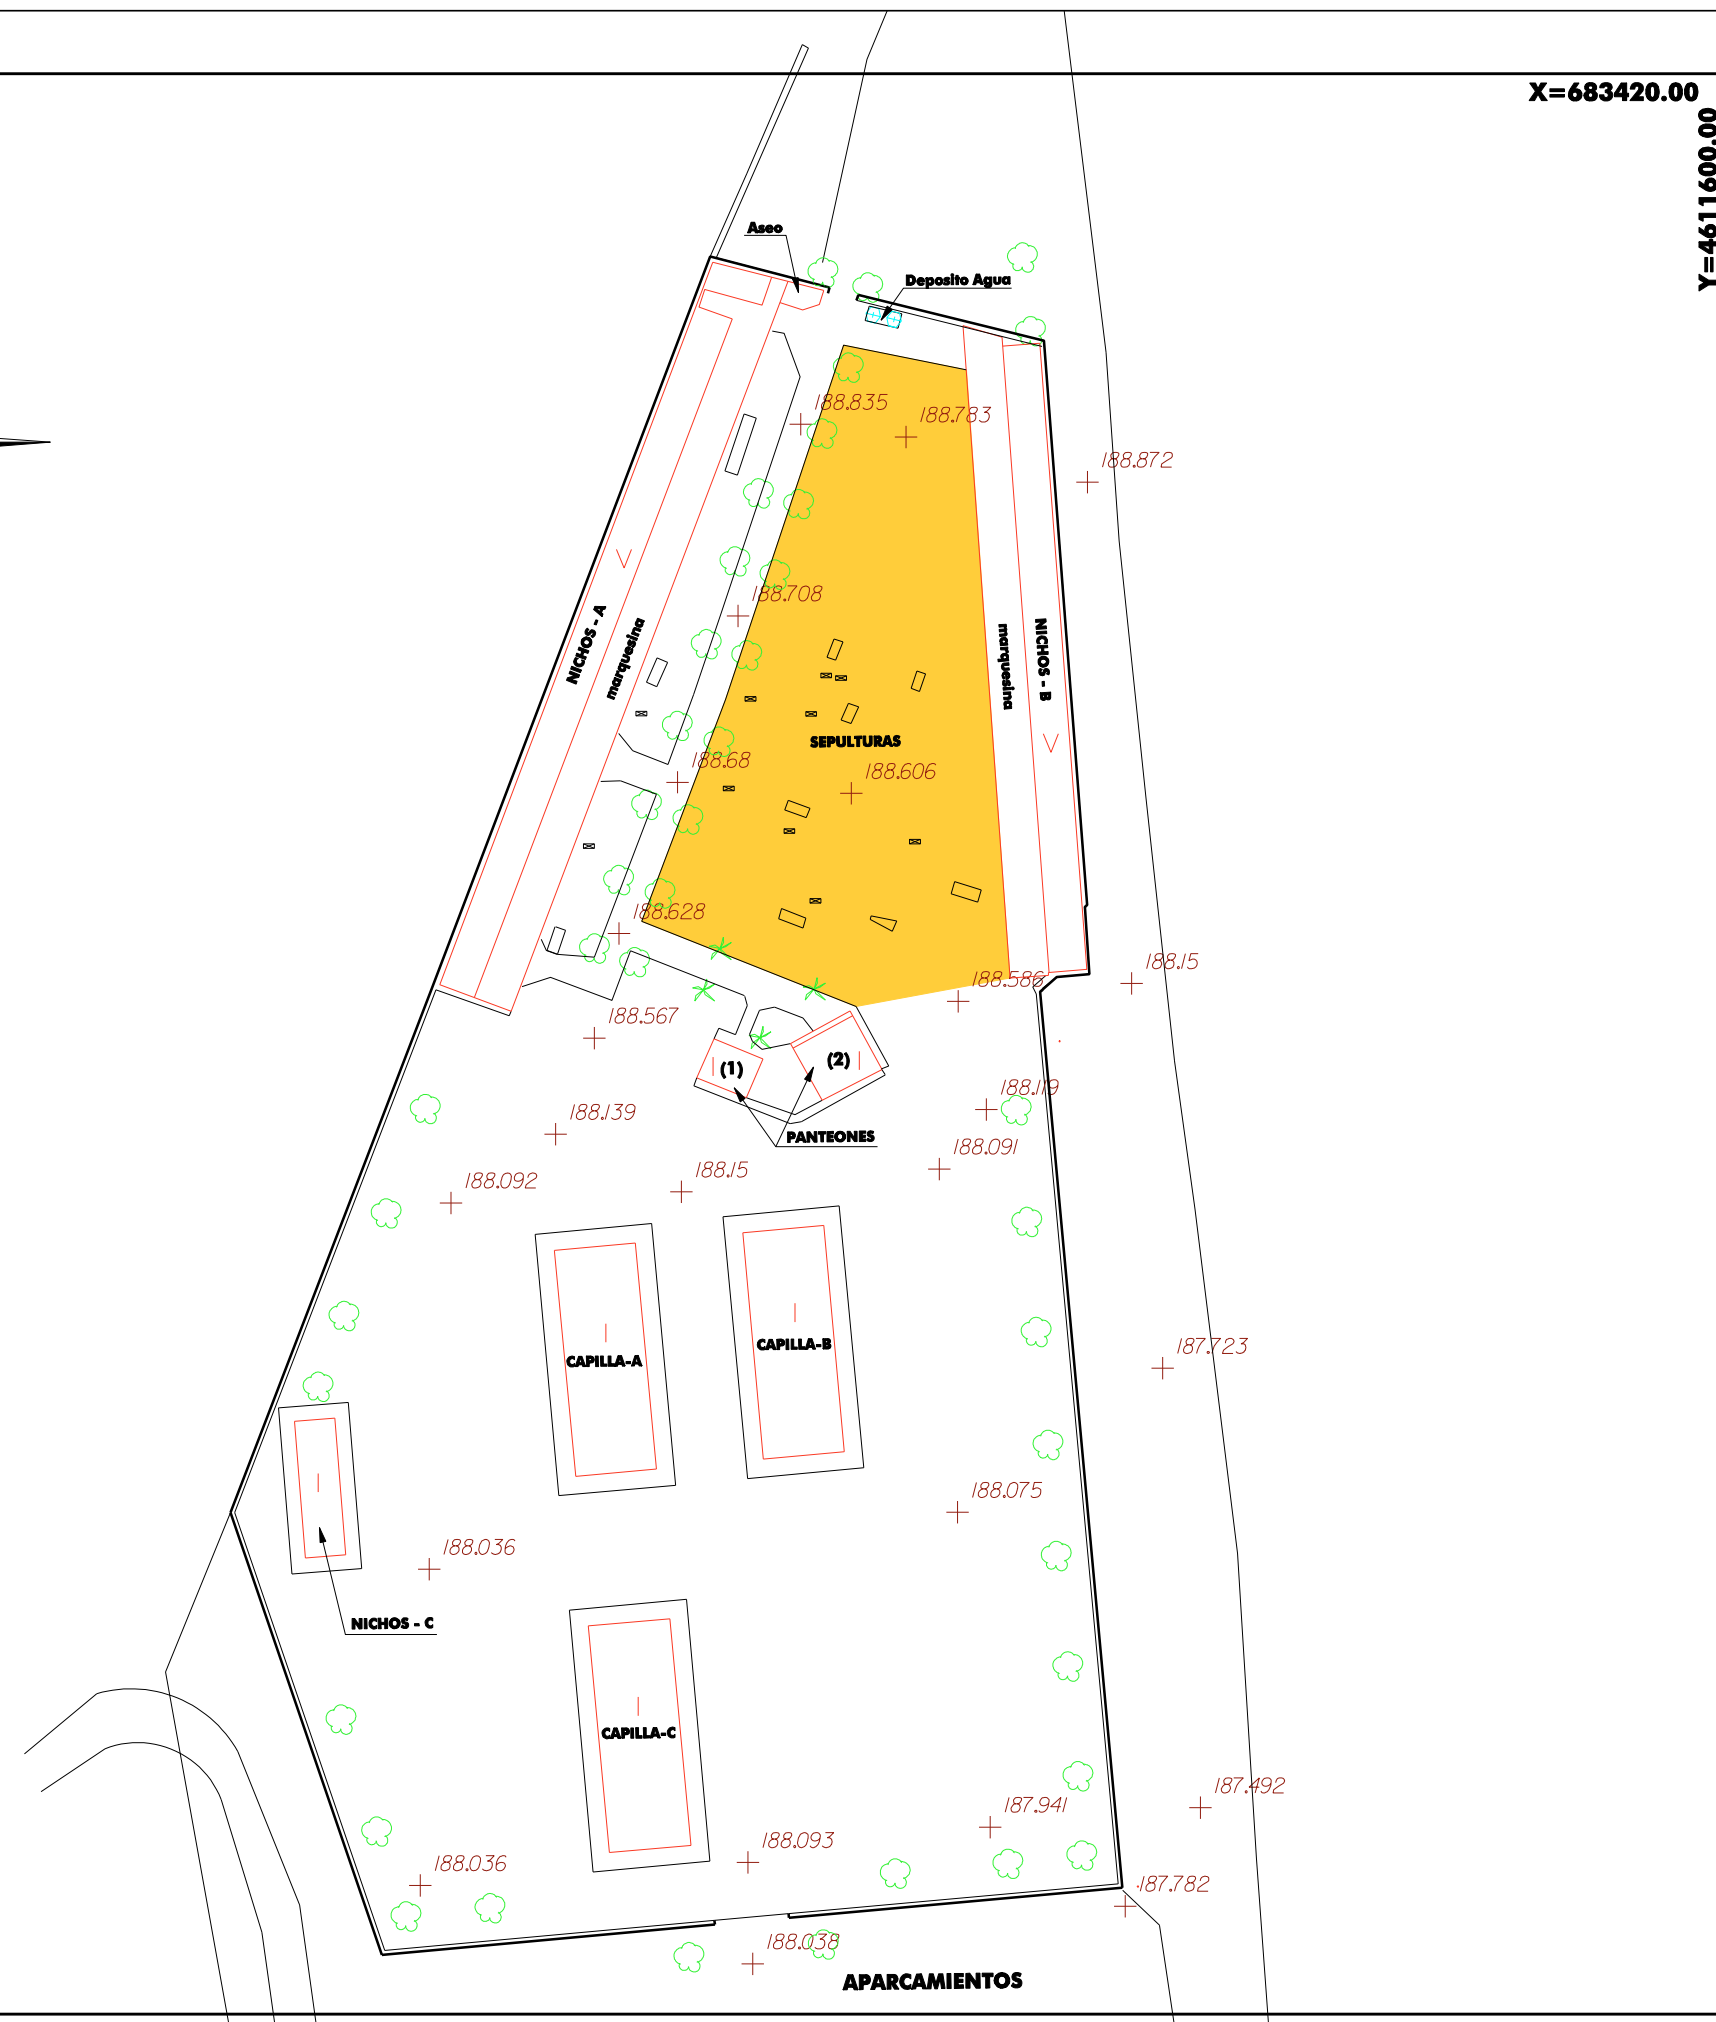 X=683420.00
Y=4611600.00
Aseo
Deposito Agua
188.835
188.783
188.872
188.708
NICHOS - A
marquesina
marquesina
NICHOS - B
SEPULTURAS
188.68
188.606
188.628
188.586
188.15
188.567
(1)
(2)
188.119
188.139
PANTEONES
188.091
188.15
188.092
CAPILLA-A
CAPILLA-B
187.723
188.075
188.036
NICHOS - C
CAPILLA-C
187.492
187.941
188.093
188.036
187.782
188.038
APARCAMIENTOS